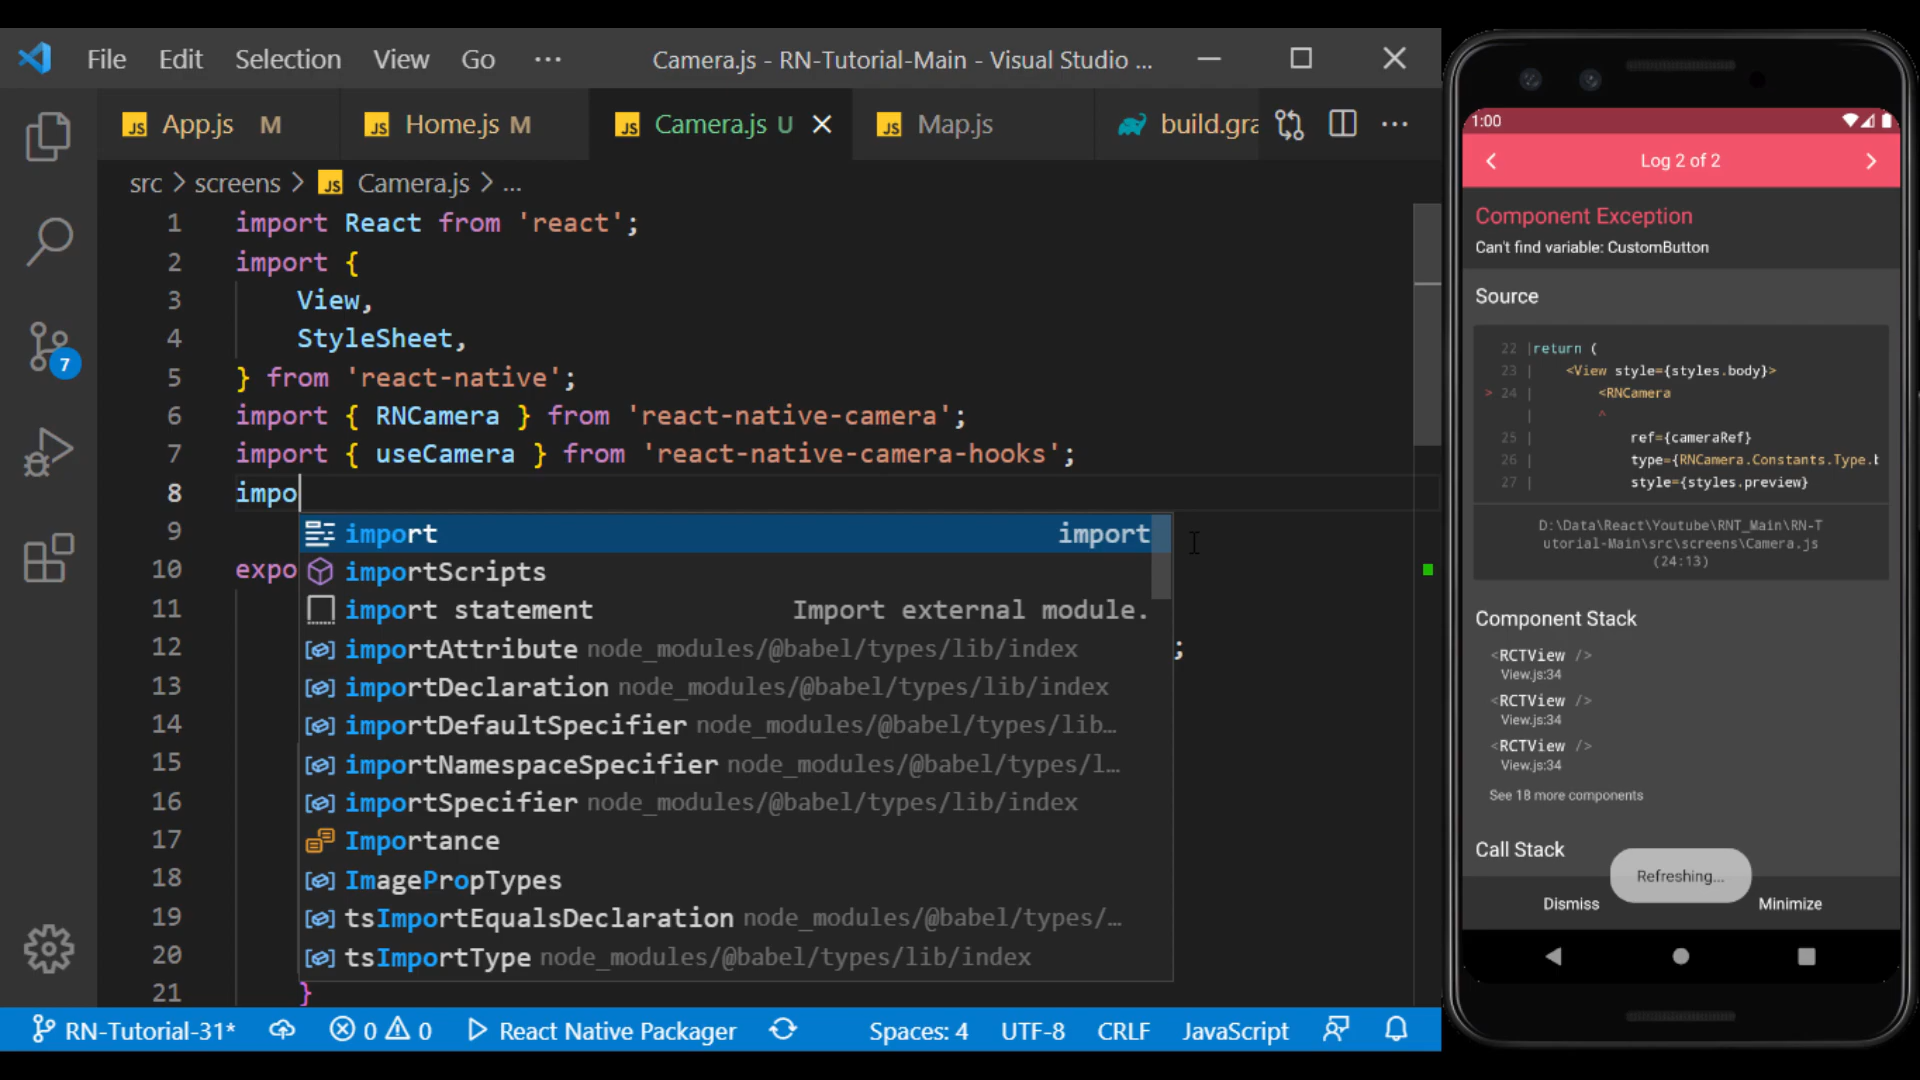 File Edit Selection View Go ··· Camera.js - RN-Tutorial-Main - Visual Studio ...
JS App.js M JS Home.js M JS Camera.js U JS Map.js build.gra ···
src > screens > JS Camera.js > ...
1 import React from 'react';
2 import {
3 View,
4 StyleSheet,
5 } from 'react-native';
6 import { RNCamera } from 'react-native-camera';
7 import { useCamera } from 'react-native-camera-hooks';
8 impo
9
10 expo
11
12 ;
13
14
15
16
17
18
19
20
21 }
import import
importScripts
import statement Import external module.
importAttribute node_modules/@babel/types/lib/index
importDeclaration node_modules/@babel/types/lib/index
importDefaultSpecifier node_modules/@babel/types/lib…
importNamespaceSpecifier node_modules/@babel/types/l…
importSpecifier node_modules/@babel/types/lib/index
Importance
ImagePropTypes
tsImportEqualsDeclaration node_modules/@babel/types/…
tsImportType node_modules/@babel/types/lib/index
7
RN-Tutorial-31* 0 0 React Native Packager Spaces: 4 UTF-8 CRLF JavaScript
1:00
Log 2 of 2
Component Exception
Can't find variable: CustomButton
Source
22 |return (
23 | <View style={styles.body}>
> 24 | <RNCamera
| ^
25 | ref={cameraRef}
26 | type={RNCamera.Constants.Type.b
27 | style={styles.preview}
D:\Data\React\Youtube\RNT_Main\RN-T
utorial-Main\src\screens\Camera.js
(24:13)
Component Stack
<RCTView />
View.js:34
<RCTView />
View.js:34
<RCTView />
View.js:34
See 18 more components
Call Stack
Refreshing...
Dismiss Minimize